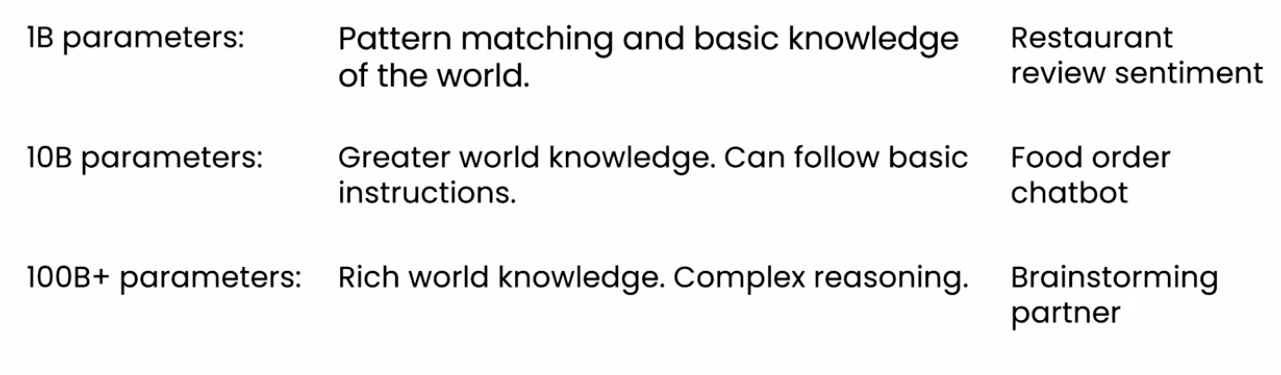 1B parameters:
Pattern matching and basic knowledge
of the world.
Restaurant
review sentiment
10B parameters:
Greater world knowledge. Can follow basic
instructions.
Food order
chatbot
100B+ parameters:
Rich world knowledge. Complex reasoning.
Brainstorming
partner